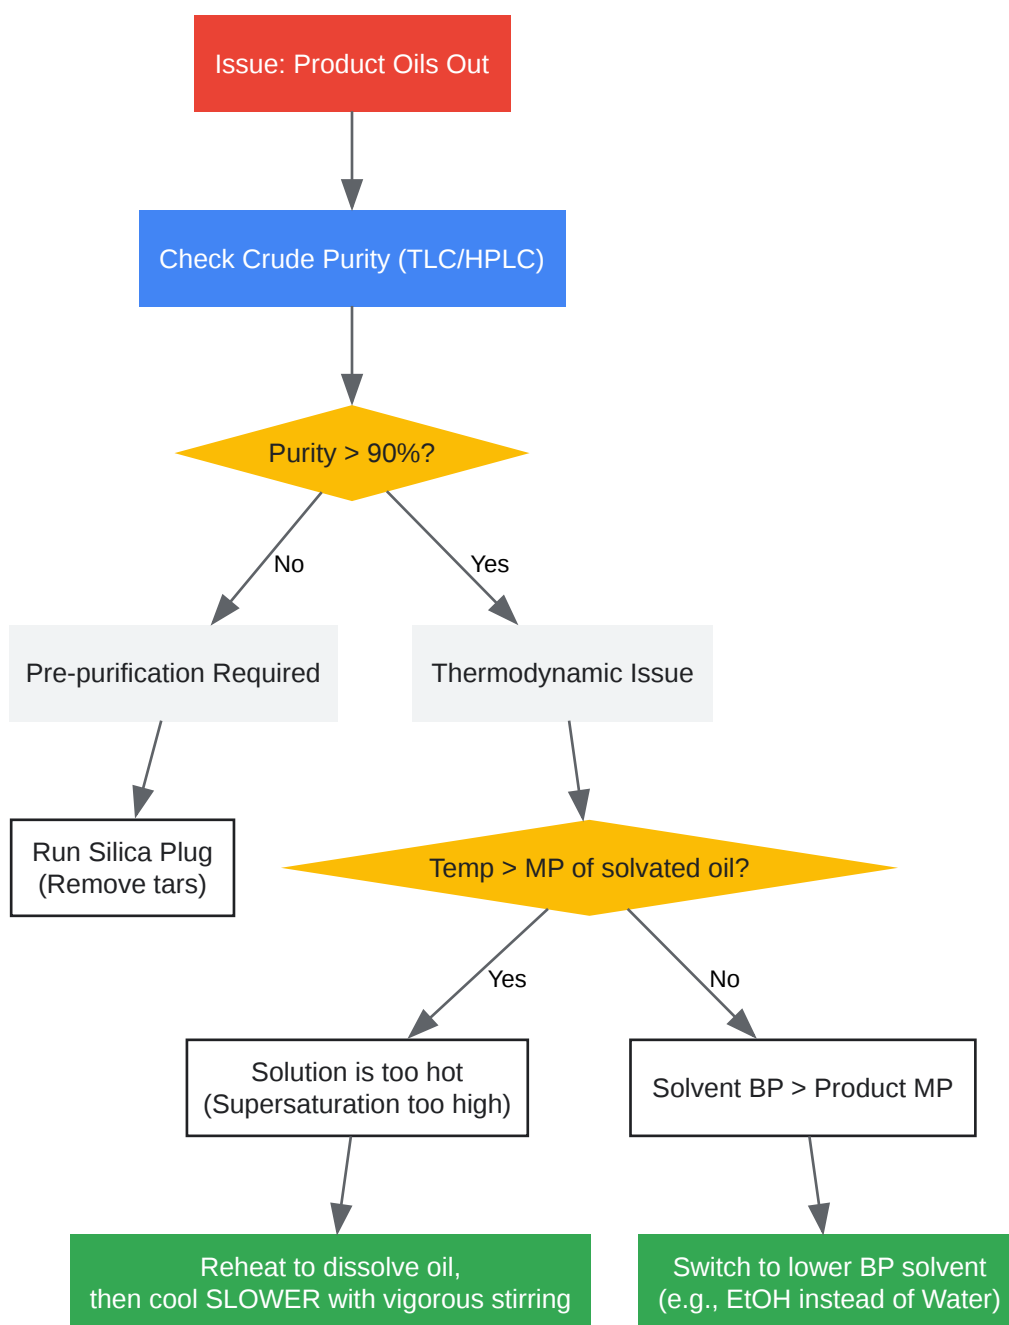 Issue: Product Oils Out
Check Crude Purity (TLC/HPLC)
Purity > 90%?
No
Yes
Pre-purification Required
Thermodynamic Issue
Run Silica Plug
(Remove tars)
Temp > MP of solvated oil?
Yes
No
Solution is too hot
(Supersaturation too high)
Solvent BP > Product MP
Reheat to dissolve oil,
then cool SLOWER with vigorous stirring
Switch to lower BP solvent
(e.g., EtOH instead of Water)